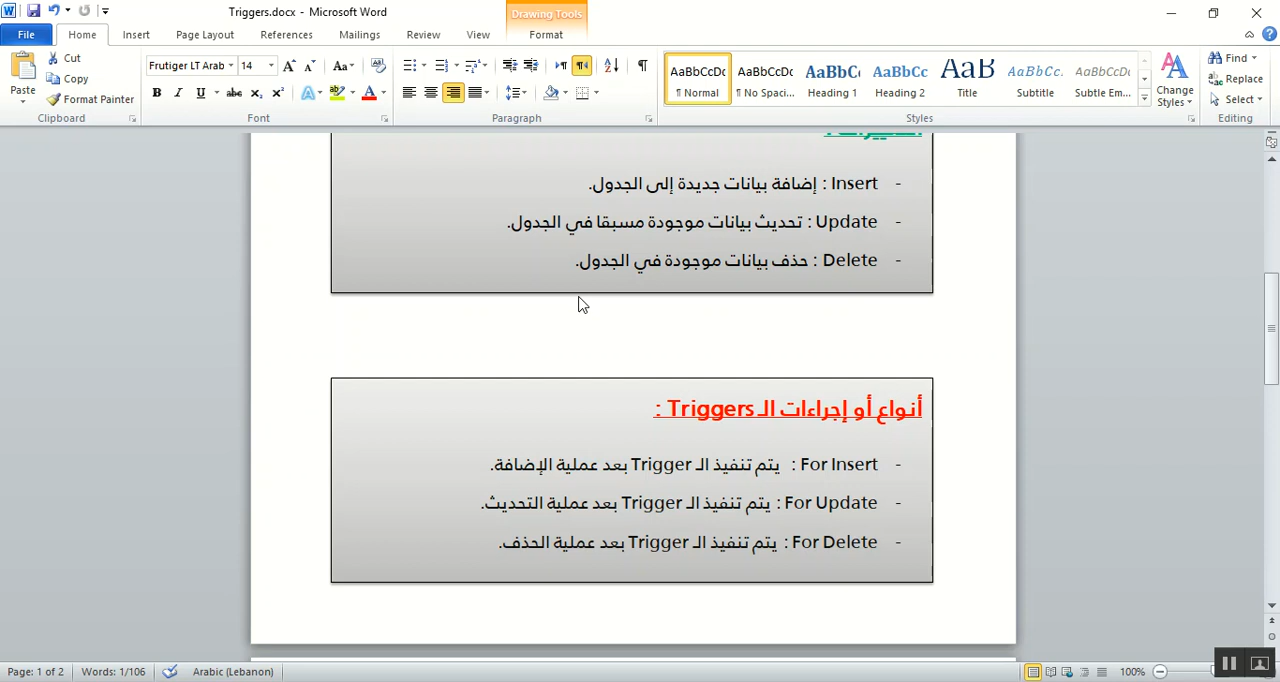 Triggers.docx - Microsoft Word
Drawing Tools
File Home Insert Page Layout References Mailings Review View Format
Paste
Cut
Copy
Format Painter
Clipboard
Frutiger LT Arab 14
Font
Paragraph
AaBbCcDc AaBbCcDc AaBbCc AaBbCc AaB AaBbCc. AaBbCcDc
¶ Normal ¶ No Spaci... Heading 1 Heading 2 Title Subtitle Subtle Em...
Change Styles
Styles
Find
Replace
Select
Editing
- Insert : إضافة بيانات جديدة إلى الجدول.
- Update : تحديث بيانات موجودة مسبقا في الجدول.
- Delete : حذف بيانات موجودة في الجدول.
أنواع أو إجراءات الـ Triggers :
- For Insert : يتم تنفيذ الـ Trigger بعد عملية الإضافة.
- For Update : يتم تنفيذ الـ Trigger بعد عملية التحديث.
- For Delete : يتم تنفيذ الـ Trigger بعد عملية الحذف.
Page: 1 of 2 Words: 1/106 Arabic (Lebanon) 100%